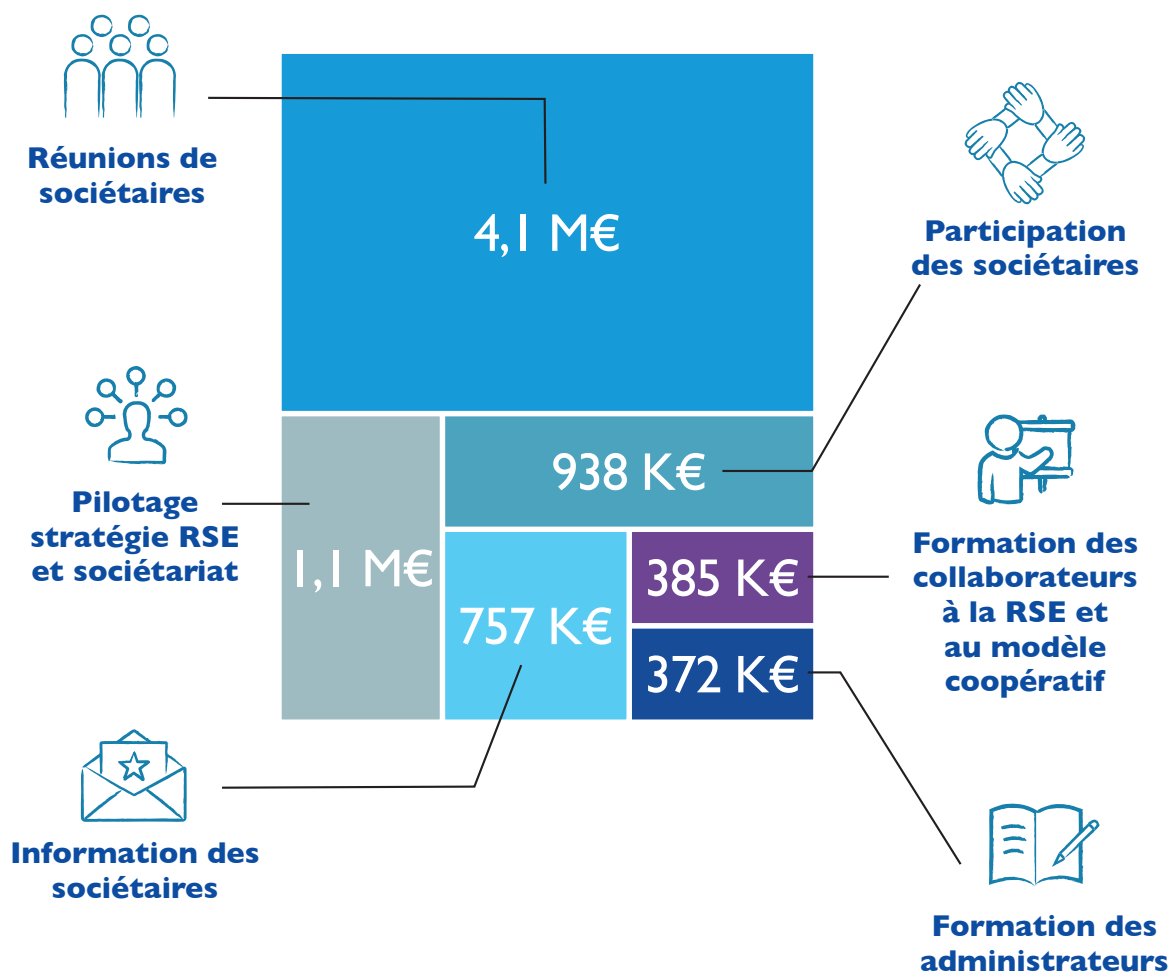 Réunions de
sociétaires
4,1 M€
Participation
des sociétaires
938 K€
Pilotage
stratégie RSE
et sociétariat
1,1 M€
Formation des
collaborateurs
à la RSE et
au modèle
coopératif
385 K€
757 K€
372 K€
Information des
sociétaires
Formation des
administrateurs